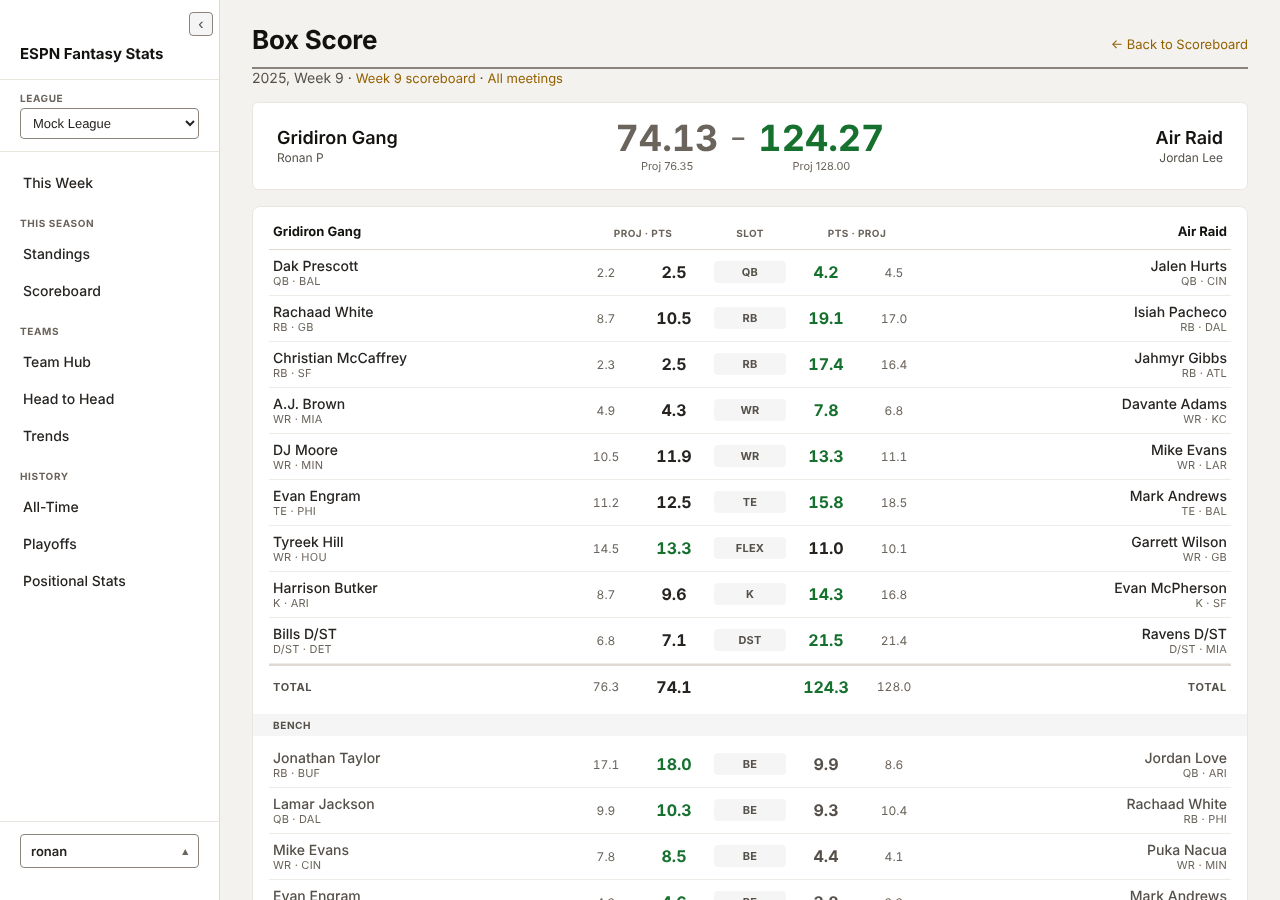 ‹
ESPN Fantasy Stats
LEAGUE
Mock League
This Week
THIS SEASON
Standings
Scoreboard
TEAMS
Team Hub
Head to Head
Trends
HISTORY
All-Time
Playoffs
Positional Stats
ronan ▲
Box Score
← Back to Scoreboard
2025, Week 9 · Week 9 scoreboard · All meetings
Gridiron Gang
Ronan P
74.13 – 124.27
Proj 76.35 Proj 128.00
Air Raid
Jordan Lee
Gridiron Gang PROJ · PTS SLOT PTS · PROJ Air Raid
Dak Prescott 2.2 2.5 QB 4.2 4.5 Jalen Hurts
QB · BAL QB · CIN
Rachaad White 8.7 10.5 RB 19.1 17.0 Isiah Pacheco
RB · GB RB · DAL
Christian McCaffrey 2.3 2.5 RB 17.4 16.4 Jahmyr Gibbs
RB · SF RB · ATL
A.J. Brown 4.9 4.3 WR 7.8 6.8 Davante Adams
WR · MIA WR · KC
DJ Moore 10.5 11.9 WR 13.3 11.1 Mike Evans
WR · MIN WR · LAR
Evan Engram 11.2 12.5 TE 15.8 18.5 Mark Andrews
TE · PHI TE · BAL
Tyreek Hill 14.5 13.3 FLEX 11.0 10.1 Garrett Wilson
WR · HOU WR · GB
Harrison Butker 8.7 9.6 K 14.3 16.8 Evan McPherson
K · ARI K · SF
Bills D/ST 6.8 7.1 DST 21.5 21.4 Ravens D/ST
D/ST · DET D/ST · MIA
TOTAL 76.3 74.1 124.3 128.0 TOTAL
BENCH
Jonathan Taylor 17.1 18.0 BE 9.9 8.6 Jordan Love
RB · BUF QB · ARI
Lamar Jackson 9.9 10.3 BE 9.3 10.4 Rachaad White
QB · DAL RB · PHI
Mike Evans 7.8 8.5 BE 4.4 4.1 Puka Nacua
WR · CIN WR · MIN
Evan Engram BE Mark Andrews